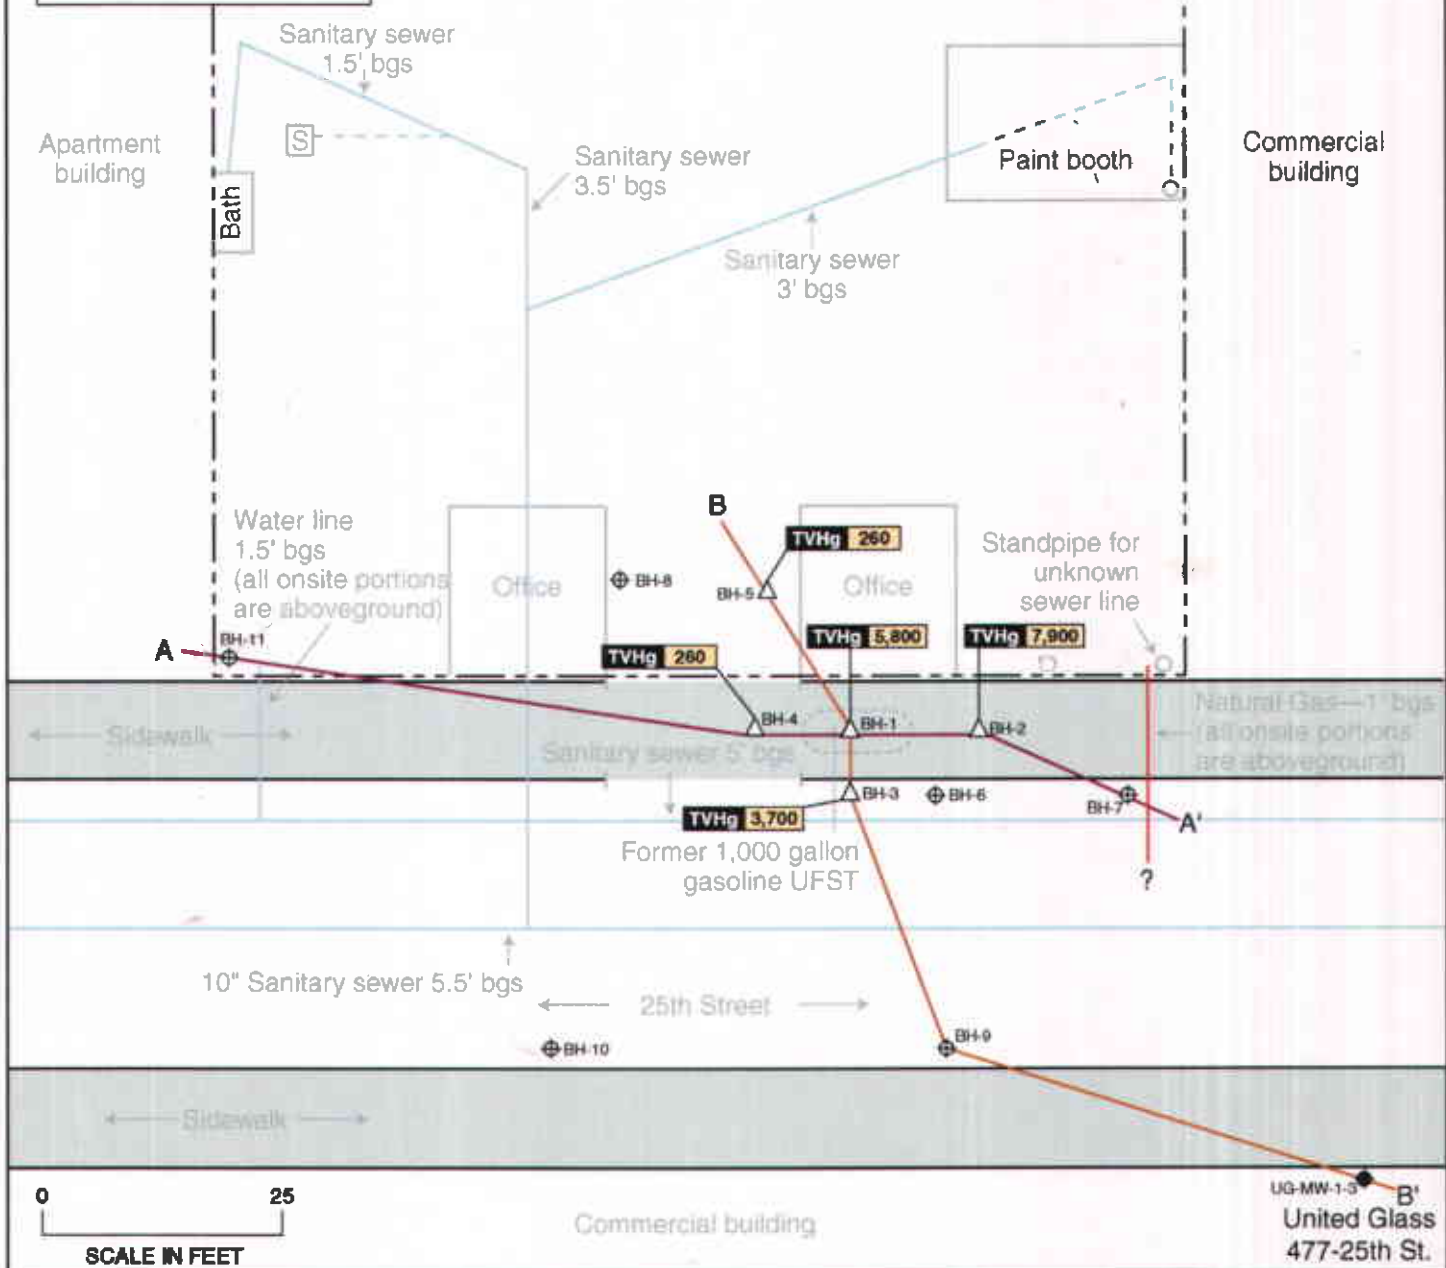 Sanitary sewer
1.5' bgs
Apartment
building
S
Bath
Sanitary sewer
3.5' bgs
Paint booth
Commercial
building
Sanitary sewer
3' bgs
Water line
1.5' bgs
(all onsite portions
are aboveground)
Office
BH-8
B
TVHg 260
BH-5
Office
Standpipe for
unknown
sewer line
A
BH-11
TVHg 260
TVHg 5,800
TVHg 7,900
BH-4
BH-1
BH-2
Sidewalk
Sanitary sewer 5' bgs
Natural Gas—1' bgs
(all onsite portions
are aboveground)
BH-3
BH-6
BH-7
A'
TVHg 3,700
Former 1,000 gallon
gasoline UFST
?
10" Sanitary sewer 5.5' bgs
25th Street
BH-10
BH-9
Sidewalk
0 25
SCALE IN FEET
Commercial building
UG-MW-1-3
B'
United Glass
477-25th St.